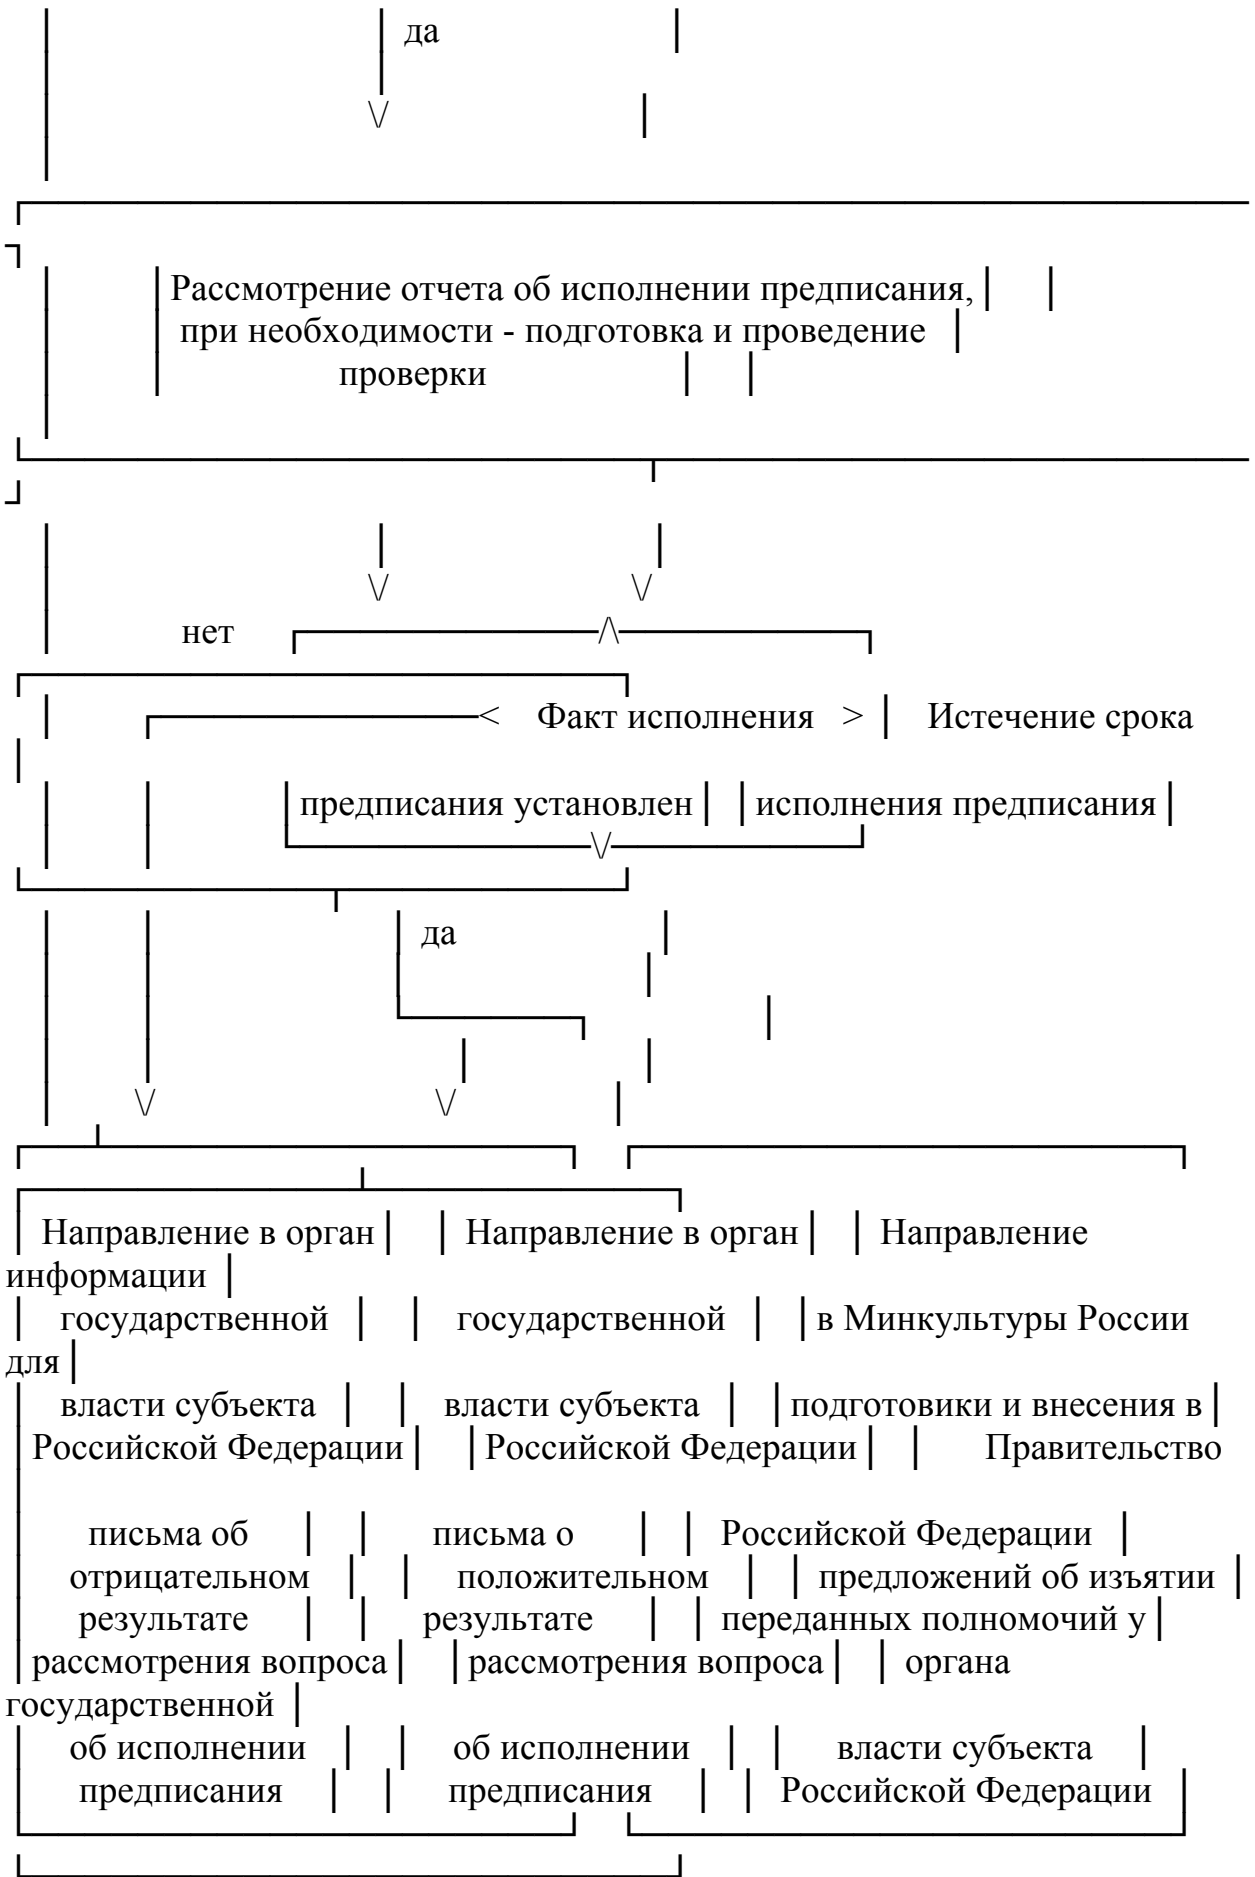 да
Рассмотрение отчета об исполнении предписания,
при необходимости - подготовка и проведение
проверки
нет
< Факт исполнения > Истечение срока
предписания установлен исполнения предписания
да
Направление в орган Направление в орган Направление
информации
государственной государственной в Минкультуры России
для
власти субъекта власти субъекта подготовики и внесения в
Российской Федерации Российской Федерации Правительство
письма об письма о Российской Федерации
отрицательном положительном предложений об изъятии
результате результате переданных полномочий у
рассмотрения вопроса рассмотрения вопроса органа
государственной
об исполнении об исполнении власти субъекта
предписания предписания Российской Федерации